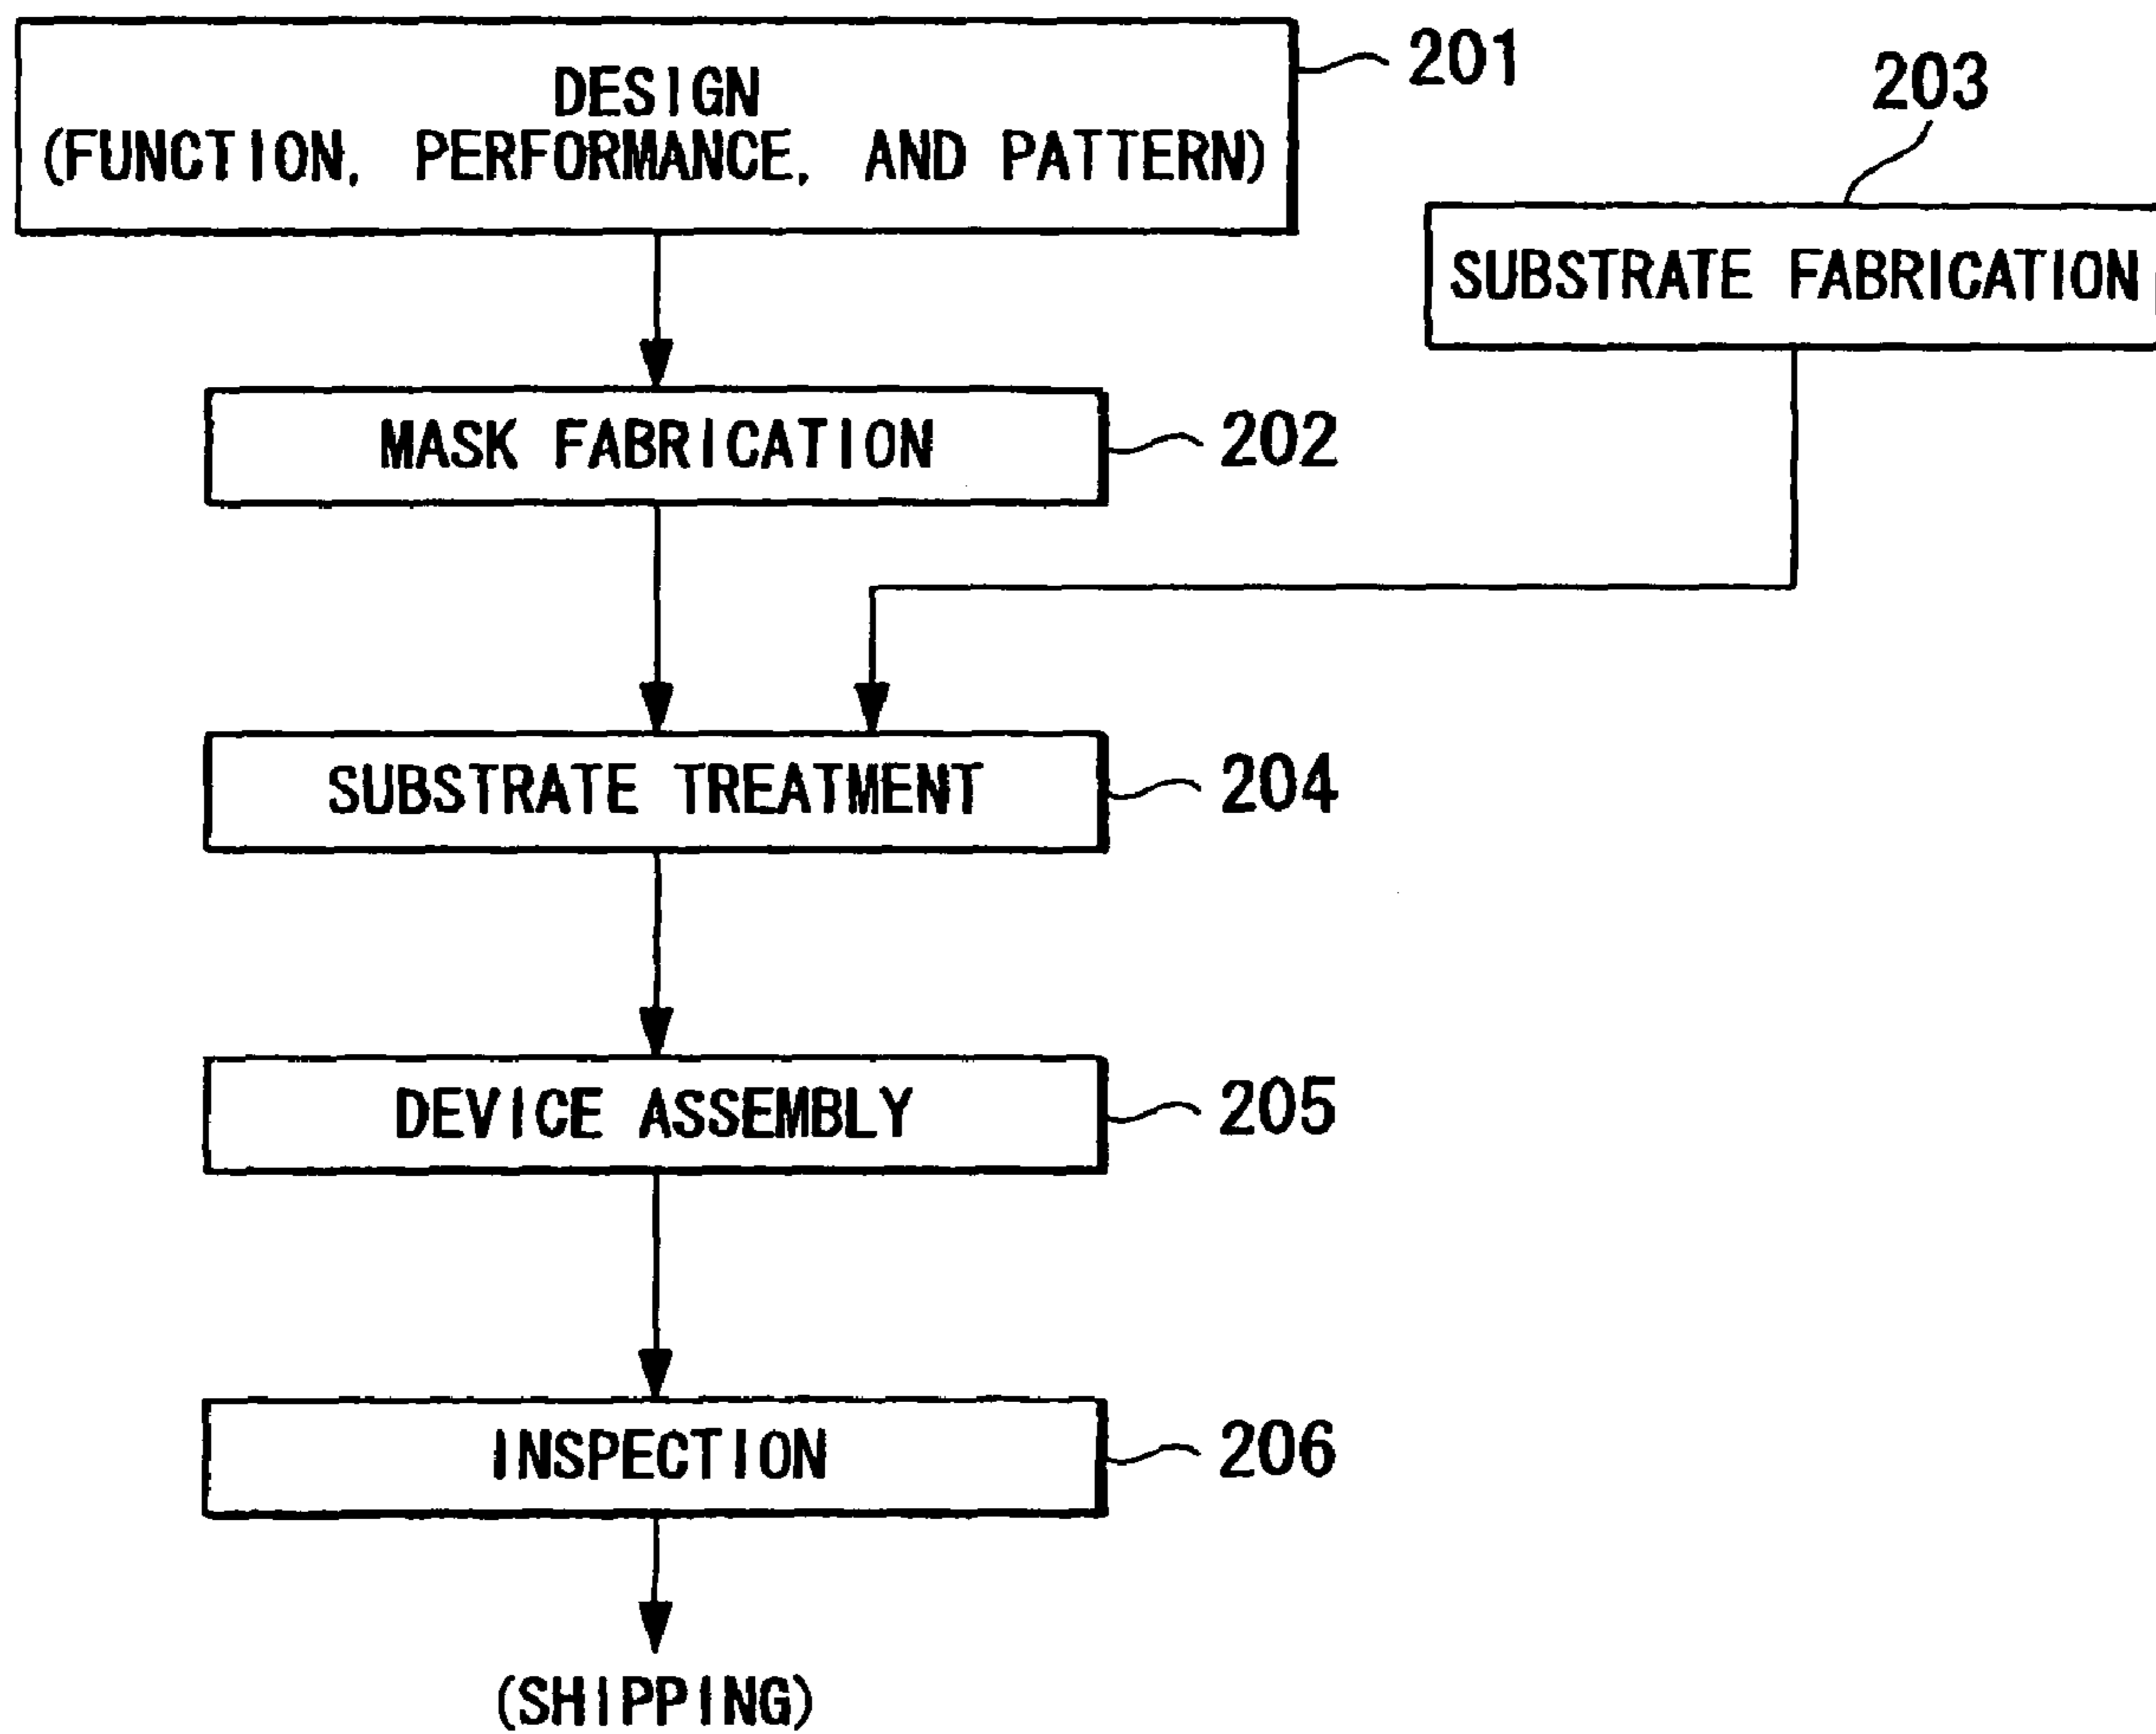 DESIGN
(FUNCTION, PERFORMANCE, AND PATTERN)
201
203
SUBSTRATE FABRICATION
MASK FABRICATION
202
SUBSTRATE TREATMENT
204
DEVICE ASSEMBLY
205
INSPECTION
206
(SHIPPING)